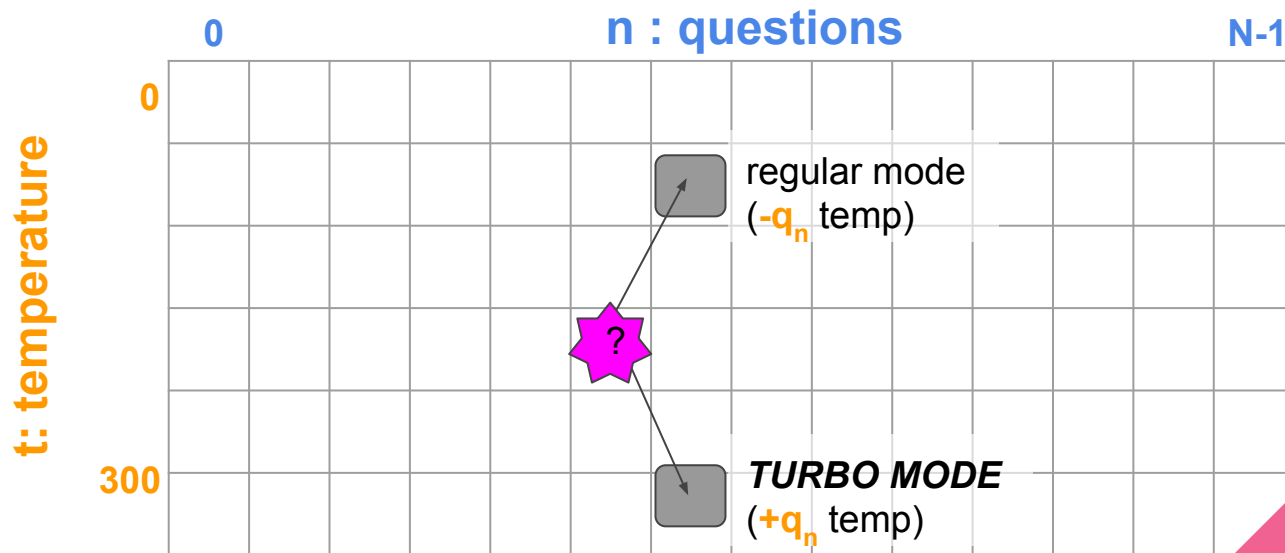 0 n : questions N-1
t: temperature
0
regular mode
(-qₙ temp)
?
300
TURBO MODE
(+qₙ temp)